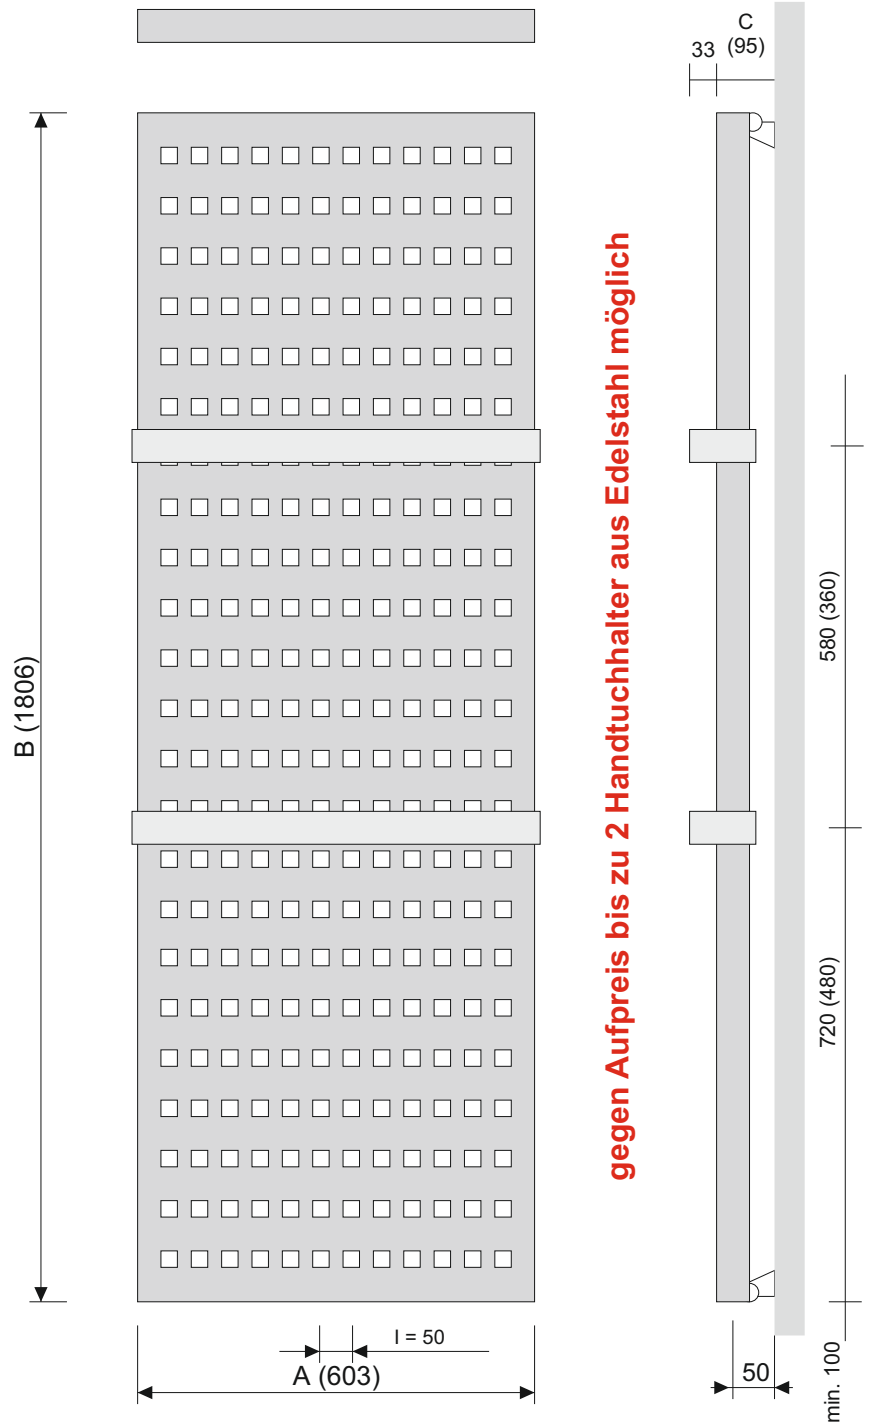 C
33 (95)
gegen Aufpreis bis zu 2 Handtuchhalter aus Edelstahl möglich
B (1806)
580 (360)
720 (480)
I = 50
A (603)
50
min. 100